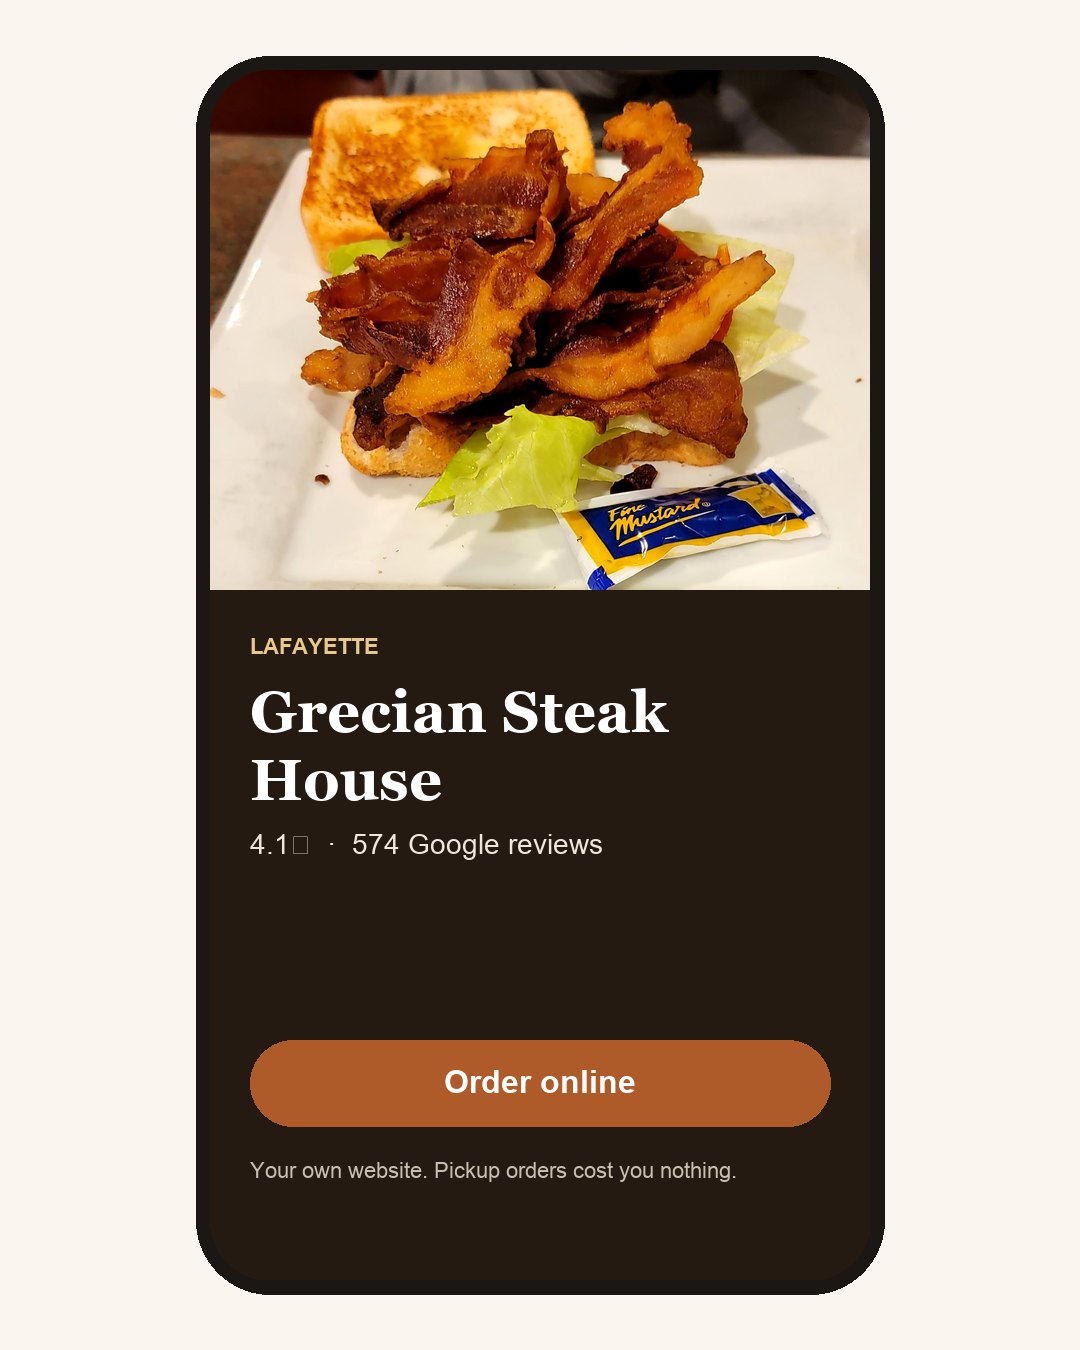 Fine
Mustard
LAFAYETTE
Grecian Steak
House
4.1□ · 574 Google reviews
Order online
Your own website. Pickup orders cost you nothing.